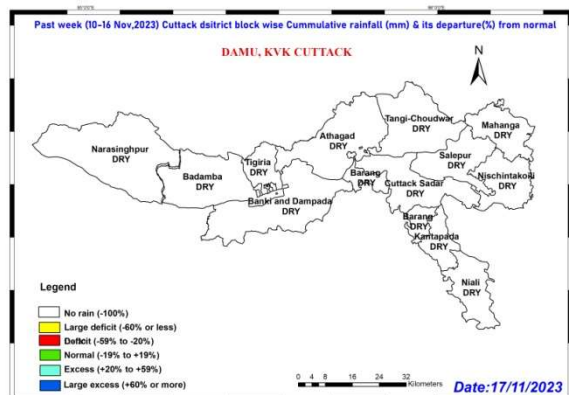 Past week (10-16 Nov,2023) Cuttack dsitrict block wise Cummulative rainfall (mm) & its departure(%) from normal
DAMU, KVK CUTTACK
N
Tangi-Choudwar
DRY
Mahanga
DRY
Athagad
DRY
Narasinghpur
DRY
Tigiria
DRY
Salepur
DRY
Badamba
DRY
Barang
DRY
Cuttack Sadar
DRY
Nischintakoili
DRY
Banki and Dampada
DRY
Barang
DRY
Kantapada
DRY
Niali
DRY
Legend
No rain (-100%)
Large deficit (-60% or less)
Deficit (-59% to -20%)
Normal (-19% to +19%)
Excess (+20% to +59%)
Large excess (+60% or more)
0 4 8 16 24 32
Kilometers
Date:17/11/2023